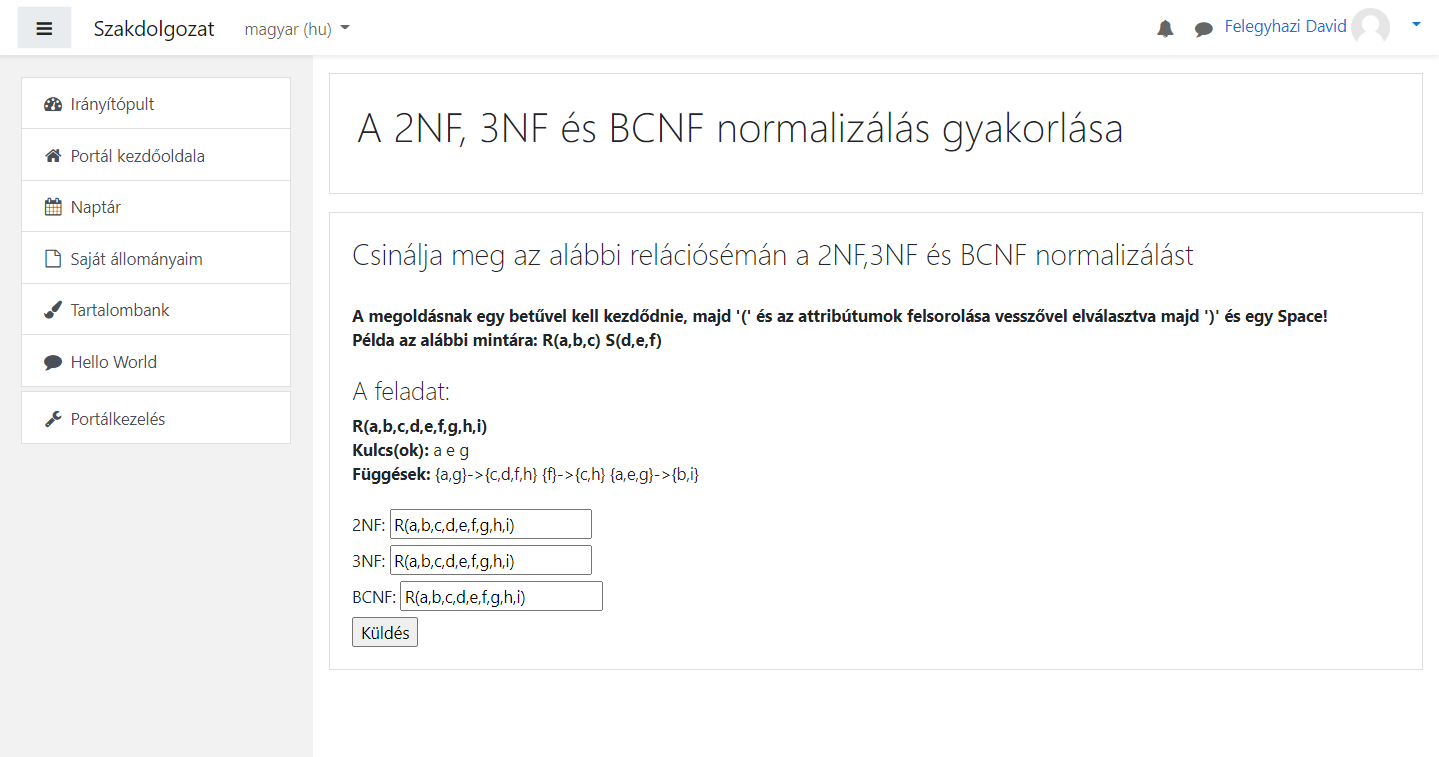 Szakdolgozat
magyar (hu)
Felegyhazi David
Irányítópult
Portál kezdőoldala
Naptár
Saját állományaim
Tartalombank
Hello World
Portálkezelés
A 2NF, 3NF és BCNF normalizálás gyakorlása
Csinálja meg az alábbi relációsémán a 2NF,3NF és BCNF normalizálást
A megoldásnak egy betűvel kell kezdődnie, majd '(' és az attribútumok felsorolása vesszővel elválasztva majd ')' és egy Space!
Példa az alábbi mintára: R(a,b,c) S(d,e,f)
A feladat:
R(a,b,c,d,e,f,g,h,i)
Kulcs(ok): a e g
Függések: {a,g}->{c,d,f,h} {f}->{c,h} {a,e,g}->{b,i}
2NF: R(a,b,c,d,e,f,g,h,i)
3NF: R(a,b,c,d,e,f,g,h,i)
BCNF: R(a,b,c,d,e,f,g,h,i)
Küldés